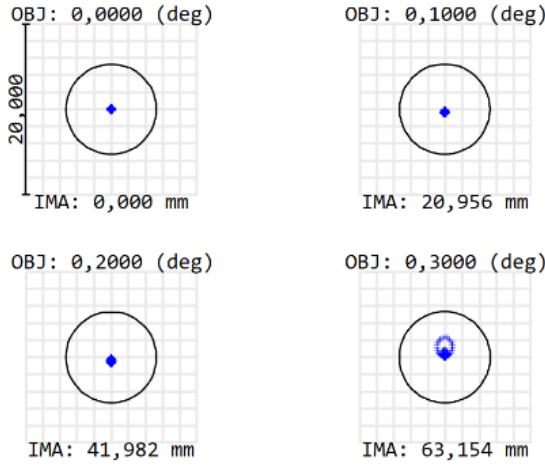 OBJ: 0,0000 (deg)
OBJ: 0,1000 (deg)
20,000
IMA: 0,000 mm
IMA: 20,956 mm
OBJ: 0,2000 (deg)
OBJ: 0,3000 (deg)
IMA: 41,982 mm
IMA: 63,154 mm